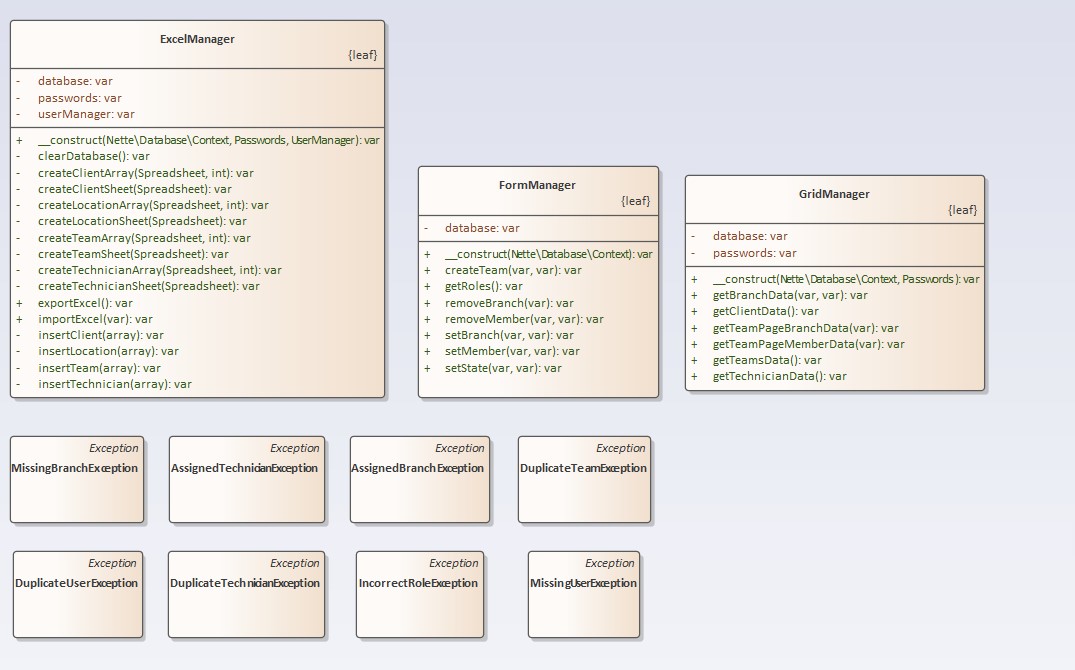 ExcelManager
{leaf}
- database: var
- passwords: var
- userManager: var
+ __construct(Nette\Database\Context, Passwords, UserManager): var
- clearDatabase(): var
- createClientArray(Spreadsheet, int): var
- createClientSheet(Spreadsheet): var
- createLocationArray(Spreadsheet, int): var
- createLocationSheet(Spreadsheet): var
- createTeamArray(Spreadsheet, int): var
- createTeamSheet(Spreadsheet): var
- createTechnicianArray(Spreadsheet, int): var
- createTechnicianSheet(Spreadsheet): var
+ exportExcel(): var
+ importExcel(var): var
- insertClient(array): var
- insertLocation(array): var
- insertTeam(array): var
- insertTechnician(array): var
FormManager
{leaf}
- database: var
+ __construct(Nette\Database\Context): var
+ createTeam(var, var): var
+ getRoles(): var
+ removeBranch(var): var
+ removeMember(var, var): var
+ setBranch(var, var): var
+ setMember(var, var): var
+ setState(var, var): var
GridManager
{leaf}
- database: var
- passwords: var
+ __construct(Nette\Database\Context, Passwords): var
+ getBranchData(var, var): var
+ getClientData(): var
+ getTeamPageBranchData(var): var
+ getTeamPageMemberData(var): var
+ getTeamsData(): var
+ getTechnicianData(): var
Exception
MissingBranchException
Exception
AssignedTechnicianException
Exception
AssignedBranchException
Exception
DuplicateTeamException
Exception
DuplicateUserException
Exception
DuplicateTechnicianException
Exception
IncorrectRoleException
Exception
MissingUserException